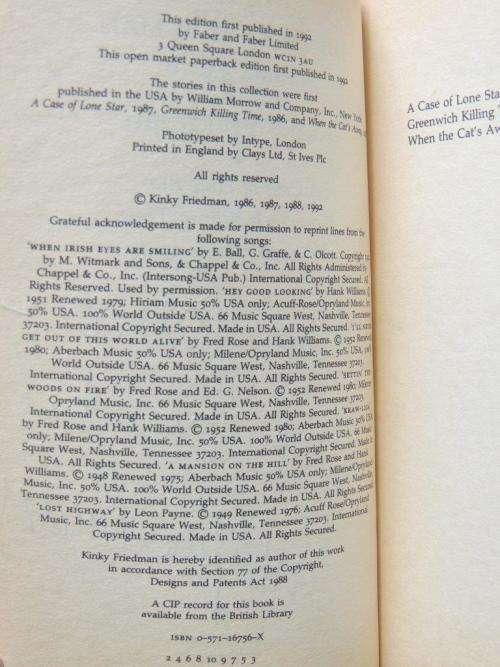 This edition first published in 1992
by Faber and Faber Limited
3 Queen Square London WC1N 3AU
This open market paperback edition first published in 1992
The stories in this collection were first
published in the USA by William Morrow and Company, Inc., New York
A Case of Lone Star, 1987, Greenwich Killing Time, 1986, and When the Cat's Away,
Phototypeset by Intype, London
Printed in England by Clays Ltd, St Ives Plc
All rights reserved
© Kinky Friedman, 1986, 1987, 1988, 1992
Grateful acknowledgement is made for permission to reprint lines from the
following songs:
'WHEN IRISH EYES ARE SMILING' by E. Ball, G. Graffe, & C. Olcott. Copyright
by M. Witmark and Sons, & Chappel & Co., Inc. All Rights Administered by
Chappel & Co., Inc. (Intersong-USA Pub.) International Copyright Secured. All
Rights Reserved. Used by permission. 'HEY GOOD LOOKING' by Hank Williams ©
1951 Renewed 1979; Hiriam Music 50% USA only; Acuff-Rose/Opryland Music, Inc
50% USA. 100% World Outside USA. 66 Music Square West, Nashville, Tennessee
37203. International Copyright Secured. Made in USA. All Rights Secured. 'I'LL NEVER
GET OUT OF THIS WORLD ALIVE' by Fred Rose and Hank Williams. © 1952 Renewed
1980; Aberbach Music 50% USA only; Milene/Opryland Music, Inc. 50% USA,
World Outside USA. 66 Music Square West, Nashville, Tennessee 37203.
International Copyright Secured. Made in USA. All Rights Secured. 'SETTIN' THE
WOODS ON FIRE' by Fred Rose and Ed. G. Nelson. © 1952 Renewed 1980; Milene
Opryland Music, Inc. 66 Music Square West, Nashville, Tennessee 37203.
International Copyright Secured. Made in USA. All Rights Secured. 'KRAW-LIGA'
by Fred Rose and Hank Williams. © 1952 Renewed 1980; Aberbach Music 50% USA
only; Milene/Opryland Music, Inc. 50% USA. 100% World Outside USA. 66 Music
Square West, Nashville, Tennessee 37203. International Copyright Secured. Made in
USA. All Rights Secured. 'A MANSION ON THE HILL' by Fred Rose and Hank
Williams. © 1948 Renewed 1975; Aberbach Music 50% USA only; Milene/Opryland
Music, Inc. 50% USA. 100% World Outside USA. 66 Music Square West, Nashville,
Tennessee 37203. International Copyright Secured. Made in USA. All Rights Secured.
'LOST HIGHWAY' by Leon Payne. © 1949 Renewed 1976; Acuff Rose/Opryland
Music, Inc. 66 Music Square West, Nashville, Tennessee 37203. International
Copyright Secured. Made in USA. All Rights Secured.
Kinky Friedman is hereby identified as author of this work
in accordance with Section 77 of the Copyright,
Designs and Patents Act 1988
A CIP record for this book is
available from the British Library
ISBN 0-571-16756-X
2 4 6 8 10 9 7 5 3
A Case of Lone Sta
Greenwich Killing
When the Cat's Aw